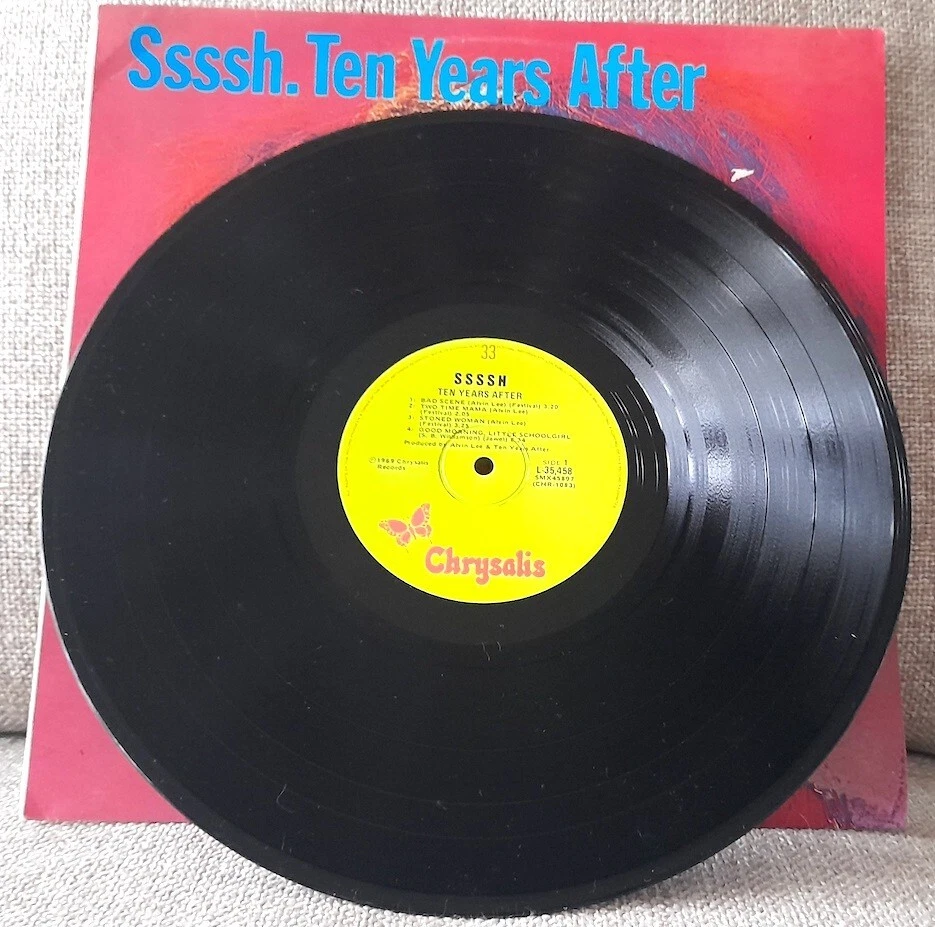 Ssssh. Ten Years After
33
SSSSH
TEN YEARS AFTER
1: BAD SCENE (Alvin Lee) (Festival) 3.20
2: TWO TIME MAMA (Alvin Lee)
(Festival) 2.05
3: STONED WOMAN (Alvin Lee)
(Festival) 3.25
4: GOOD MORNING, LITTLE SCHOOLGIRL
(S. B. Williamson) (Jewel) 6.34
Produced by Alvin Lee & Ten Years After
℗ 1969 Chrysalis
Records
SIDE 1
L-35,458
SMX45897
(CHR-1083)
Chrysalis